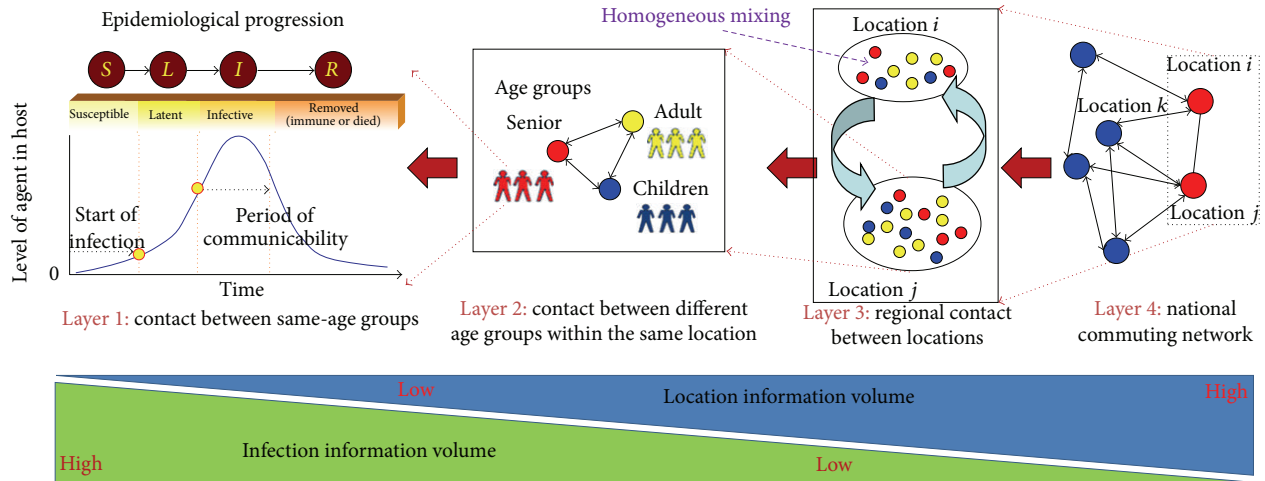 Epidemiological progression
S L I R
Susceptible Latent Infective Removed
(immune or died)
Level of agent in host
Start of
infection
Period of
communicability
0
Time
Layer 1: contact between same-age groups
Age groups
Senior
Adult
Children
Layer 2: contact between different
age groups within the same location
Homogeneous mixing
Location i
Location j
Layer 3: regional contact
between locations
Location i
Location k
Location j
Layer 4: national
commuting network
Low
Location information volume
High
High
Infection information volume
Low